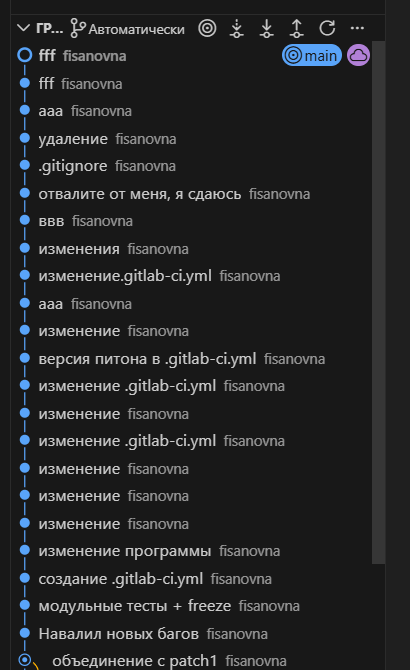 ГР... Автоматически ...
fff fisanovna main
fff fisanovna
aaa fisanovna
удаление fisanovna
.gitignore fisanovna
отвалите от меня, я сдаюсь fisanovna
ввв fisanovna
изменения fisanovna
изменение.gitlab-ci.yml fisanovna
aaa fisanovna
изменение fisanovna
версия питона в .gitlab-ci.yml fisanovna
изменение .gitlab-ci.yml fisanovna
изменение fisanovna
изменение .gitlab-ci.yml fisanovna
изменение fisanovna
изменение fisanovna
изменение fisanovna
изменение программы fisanovna
создание .gitlab-ci.yml fisanovna
модульные тесты + freeze fisanovna
Навалил новых багов fisanovna
объединение с patch1 fisanovna